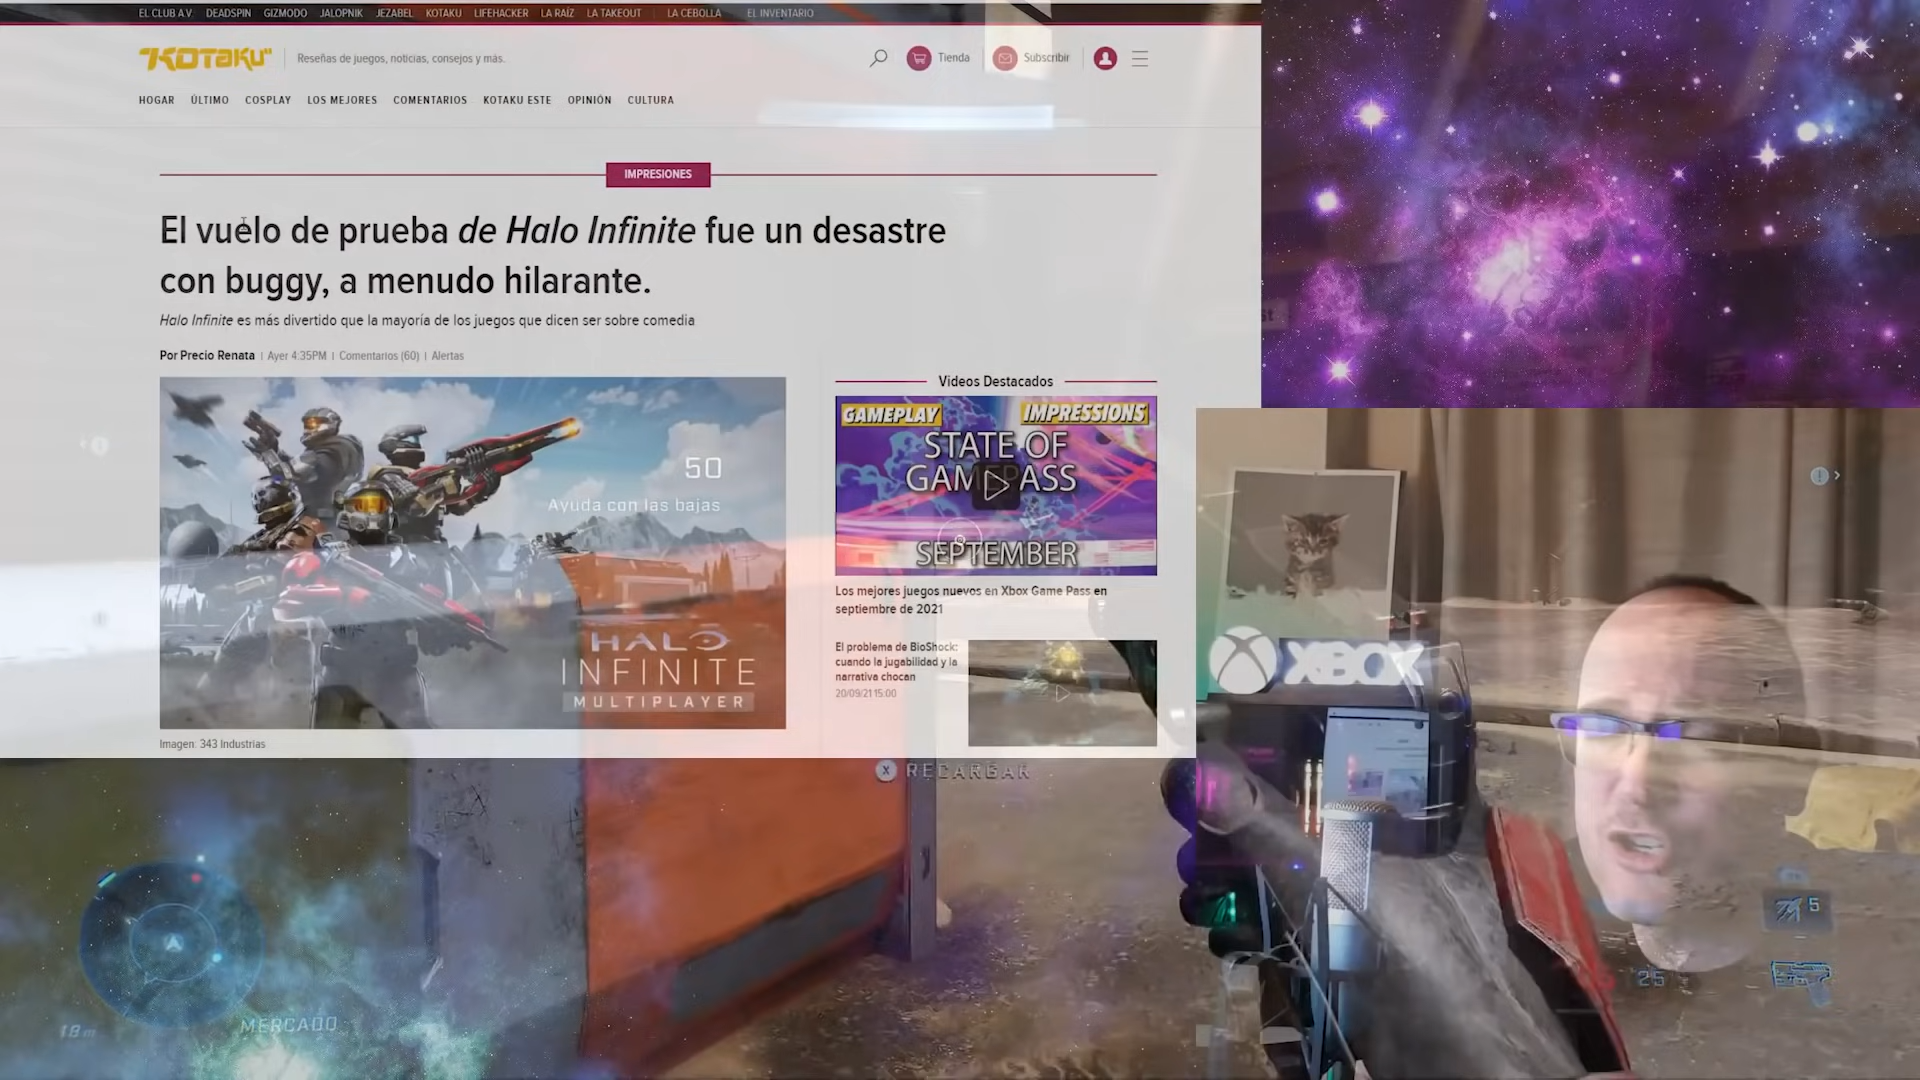 EL CLUB A.V. DEADSPIN GIZMODO JALOPNIK JEZABEL KOTAKU LIFEHACKER LA RAÍZ LA TAKEOUT LA CEBOLLA EL INVENTARIO
KOTAKU Reseñas de juegos, noticias, consejos y más. Tienda Subscribir
HOGAR ÚLTIMO COSPLAY LOS MEJORES COMENTARIOS KOTAKU ESTE OPINIÓN CULTURA
IMPRESIONES
El vuelo de prueba de Halo Infinite fue un desastre
con buggy, a menudo hilarante.
Halo Infinite es más divertido que la mayoría de los juegos que dicen ser sobre comedia
Por Precio Renata | Ayer 4:35PM | Comentarios (60) | Alertas
50
Ayuda con las bajas
HALO
INFINITE
MULTIPLAYER
Imagen: 343 Industrias
Videos Destacados
GAMEPLAY IMPRESSIONS
STATE OF
GAMEPASS
SEPTEMBER
Los mejores juegos nuevos en Xbox Game Pass en
septiembre de 2021
El problema de BioShock:
cuando la jugabilidad y la
narrativa chocan
20/09/21 15:00
XBOX
X RECARGAR
5
25
18m
MERCADO